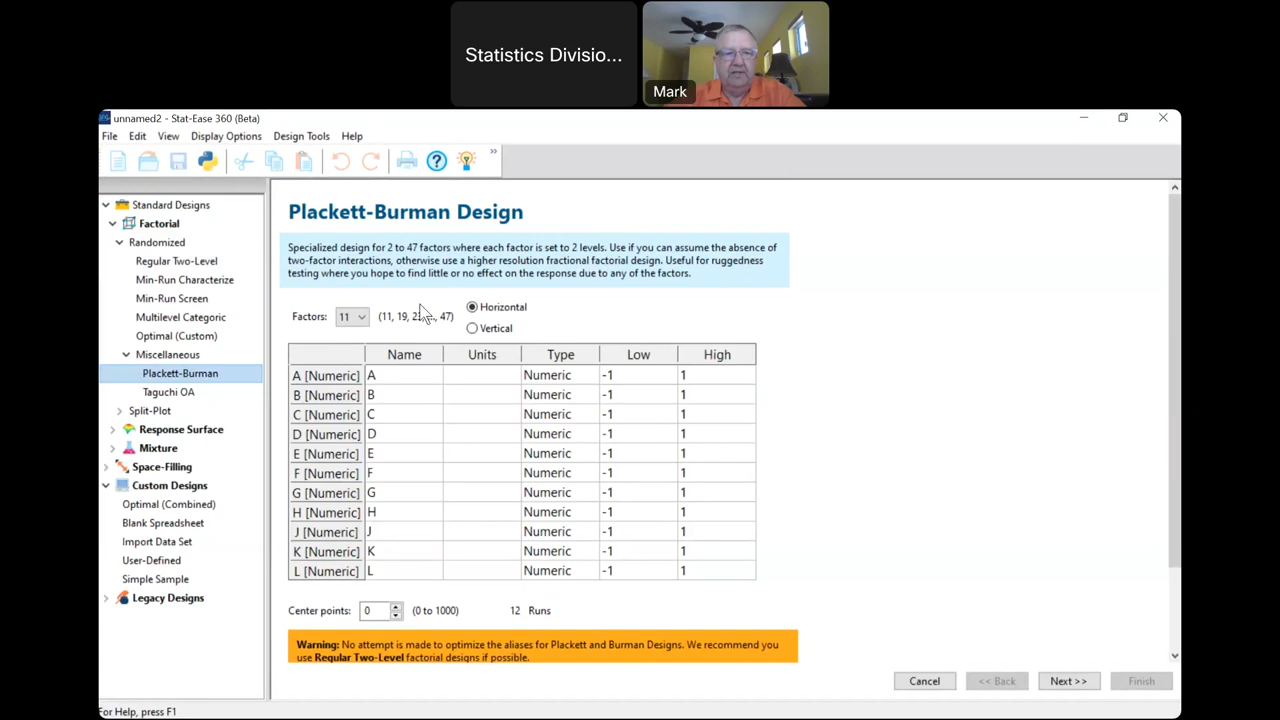 Statistics Divisio...
Mark
unnamed2 - Stat-Ease 360 (Beta)
File Edit View Display Options Design Tools Help
Standard Designs
Factorial
Randomized
Regular Two-Level
Min-Run Characterize
Min-Run Screen
Multilevel Categoric
Optimal (Custom)
Miscellaneous
Plackett-Burman
Taguchi OA
Split-Plot
Response Surface
Mixture
Space-Filling
Custom Designs
Optimal (Combined)
Blank Spreadsheet
Import Data Set
User-Defined
Simple Sample
Legacy Designs
Plackett-Burman Design
Specialized design for 2 to 47 factors where each factor is set to 2 levels. Use if you can assume the absence of
two-factor interactions, otherwise use a higher resolution fractional factorial design. Useful for ruggedness
testing where you hope to find little or no effect on the response due to any of the factors.
Factors: 11 (11, 19, 47)
Horizontal
Vertical
Name Units Type Low High
A [Numeric] A Numeric -1 1
B [Numeric] B Numeric -1 1
C [Numeric] C Numeric -1 1
D [Numeric] D Numeric -1 1
E [Numeric] E Numeric -1 1
F [Numeric] F Numeric -1 1
G [Numeric] G Numeric -1 1
H [Numeric] H Numeric -1 1
J [Numeric] J Numeric -1 1
K [Numeric] K Numeric -1 1
L [Numeric] L Numeric -1 1
Center points: 0 (0 to 1000) 12 Runs
Warning: No attempt is made to optimize the aliases for Plackett and Burman Designs. We recommend you
use Regular Two-Level factorial designs if possible.
Cancel << Back Next >> Finish
For Help, press F1